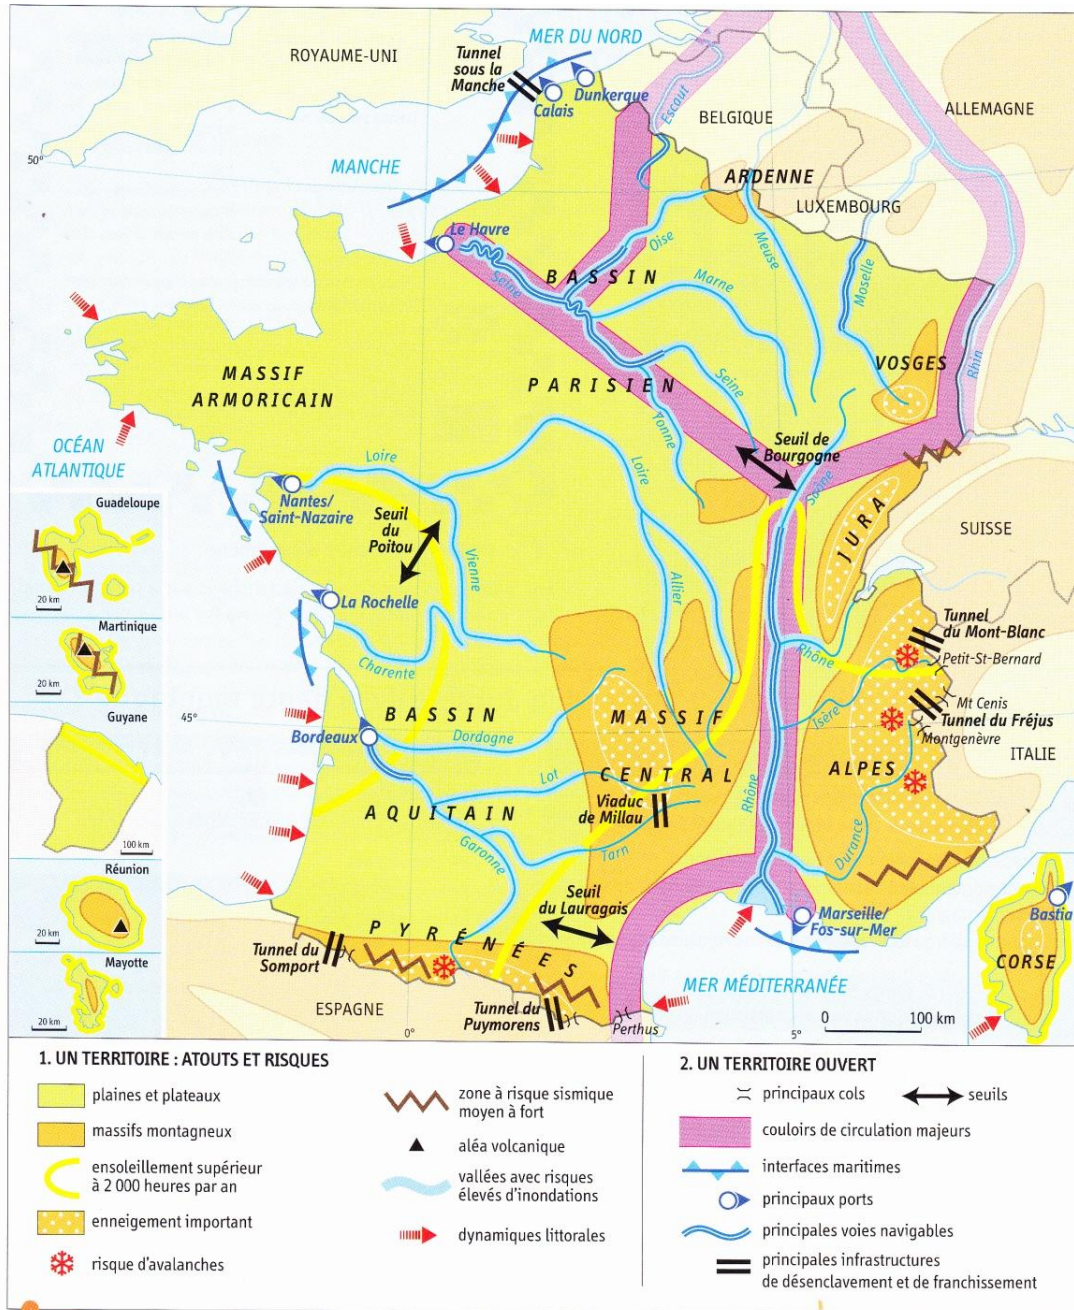 MER DU NORD
ROYAUME-UNI
Tunnel
sous la
Manche
Dunkerque
Calais
Escaut
BELGIQUE
ALLEMAGNE
50°
MANCHE
ARDENNE
LUXEMBOURG
Le Havre
Oise
Meuse
Moselle
BASSIN
Seine
Marne
Rhin
VOSGES
MASSIF
ARMORICAIN
PARISIEN
Seine
Yonne
Seuil de
Bourgogne
OCÉAN
ATLANTIQUE
Loire
Loire
Saône
Nantes/
Saint-Nazaire
Seuil
du
Poitou
Vienne
JURA
SUISSE
Guadeloupe
20 km
Allier
La Rochelle
Martinique
20 km
Charente
Rhône
Tunnel
du Mont-Blanc
Petit-St-Bernard
Guyane
100 km
45°
BASSIN
MASSIF
Isère
Mt Cenis
Tunnel du Fréjus
Montgenèvre
ITALIE
Bordeaux
Dordogne
Lot
CENTRAL
Rhône
ALPES
AQUITAIN
Viaduc
de Millau
Garonne
Tarn
Durance
Réunion
20 km
Seuil
du Lauragais
Marseille/
Fos-sur-Mer
Bastia
CORSE
PYRÉNÉES
Tunnel du
Somport
Mayotte
20 km
ESPAGNE
Tunnel du
Puymorens
Perthus
MER MÉDITERRANÉE
0°
5°
0 100 km
1. UN TERRITOIRE : ATOUTS ET RISQUES
plaines et plateaux
massifs montagneux
ensoleillement supérieur
à 2 000 heures par an
enneigement important
risque d'avalanches
zone à risque sismique
moyen à fort
aléa volcanique
vallées avec risques
élevés d'inondations
dynamiques littorales
2. UN TERRITOIRE OUVERT
principaux cols
seuils
couloirs de circulation majeurs
interfaces maritimes
principaux ports
principales voies navigables
principales infrastructures
de désenclavement et de franchissement